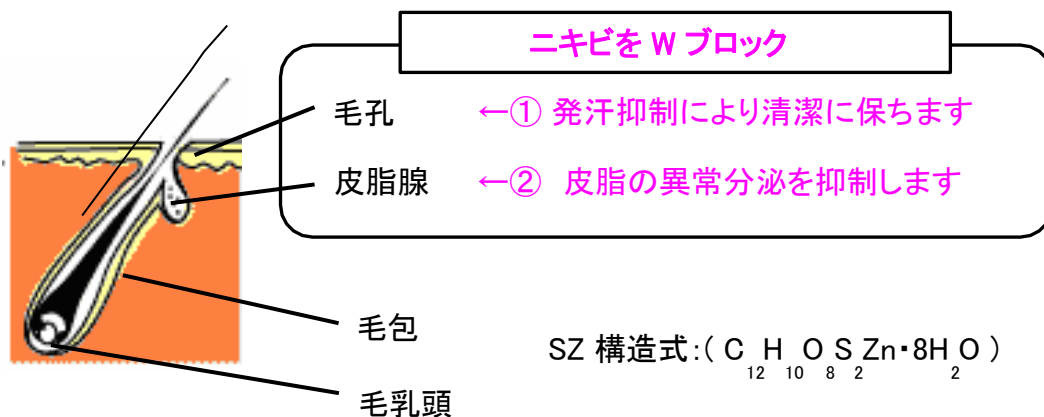 ニキビを W ブロック
毛孔 ←① 発汗抑制により清潔に保ちます
皮脂腺 ←② 皮脂の異常分泌を抑制します
毛包
SZ 構造式:( C12H10O8S2Zn・8H2O )
毛乳頭